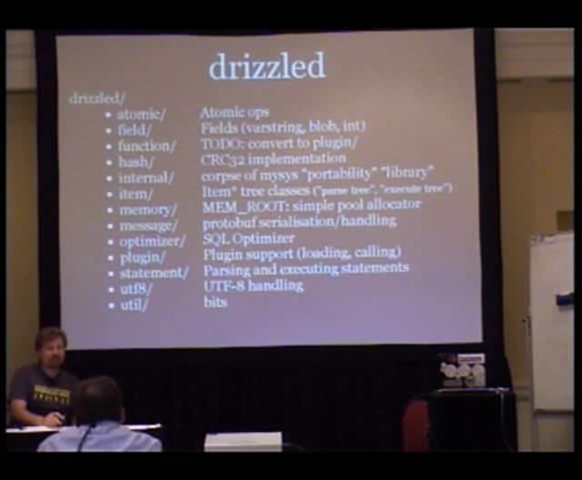 drizzled
drizzled/
• atomic/ Atomic ops
• field/ Fields (varstring, blob, int)
• function/ TODO: convert to plugin/
• hash/ CRC32 implementation
• internal/ corpse of mysys "portability" "library"
• item/ Item* tree classes ("parse tree", "execute tree")
• memory/ MEM_ROOT: simple pool allocator
• message/ protobuf serialisation/handling
• optimizer/ SQL Optimizer
• plugin/ Plugin support (loading, calling)
• statement/ Parsing and executing statements
• utf8/ UTF-8 handling
• util/ bits